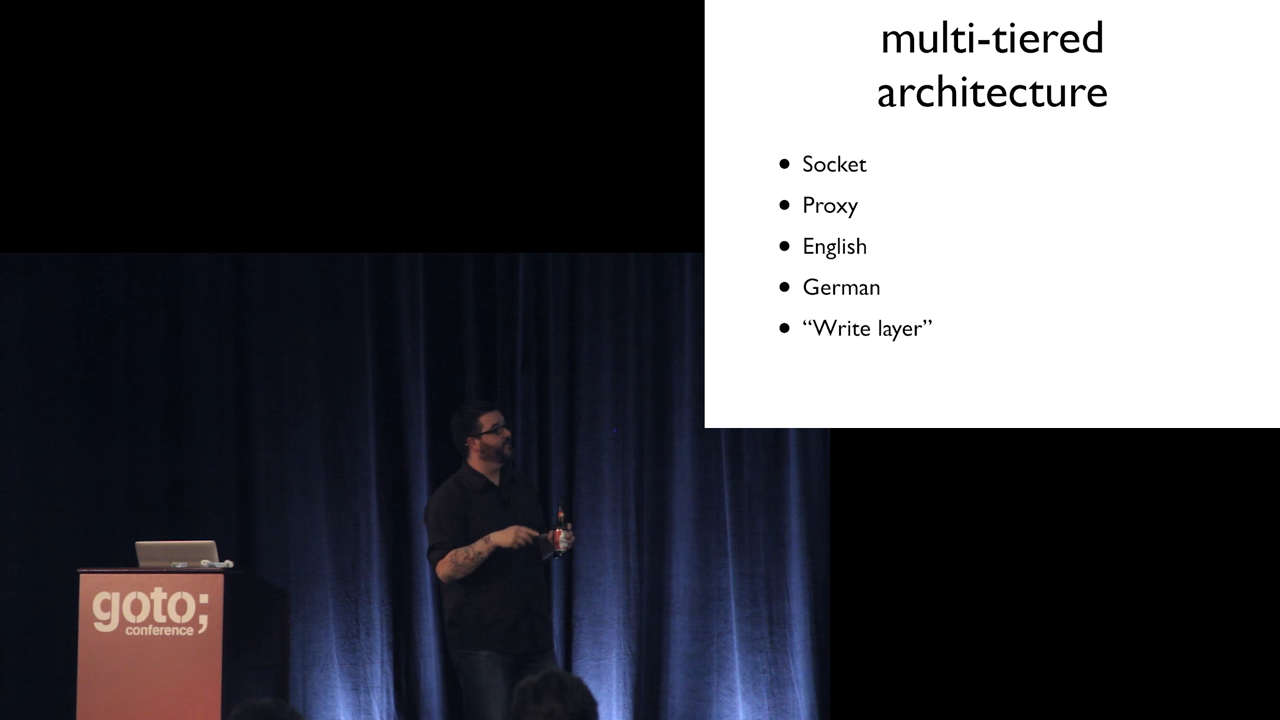 multi-tiered
architecture
• Socket
• Proxy
• English
• German
• “Write layer”
goto;
conference